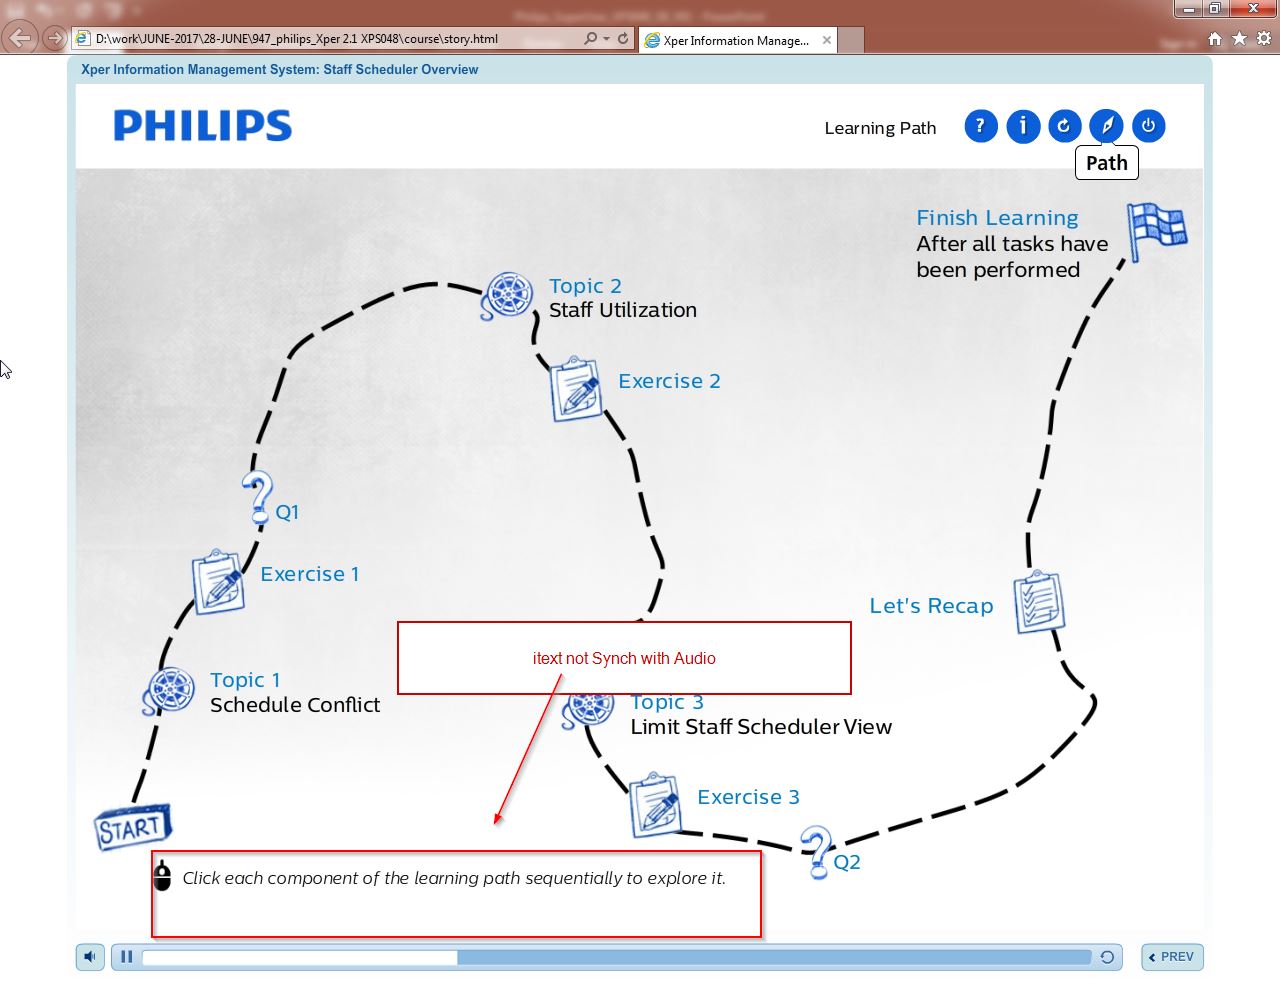 D:\work\JUNE-2017\28-JUNE\947_philips_Xper 2.1 XPS048\course\story.html
Xper Information Manage...
Xper Information Management System: Staff Scheduler Overview
PHILIPS
Learning Path
?
i
Path
Finish Learning
After all tasks have
been performed
Topic 2
Staff Utilization
Exercise 2
Q1
Exercise 1
Let's Recap
itext not Synch with Audio
Topic 1
Schedule Conflict
Topic 3
Limit Staff Scheduler View
Exercise 3
START
Q2
Click each component of the learning path sequentially to explore it.
PREV